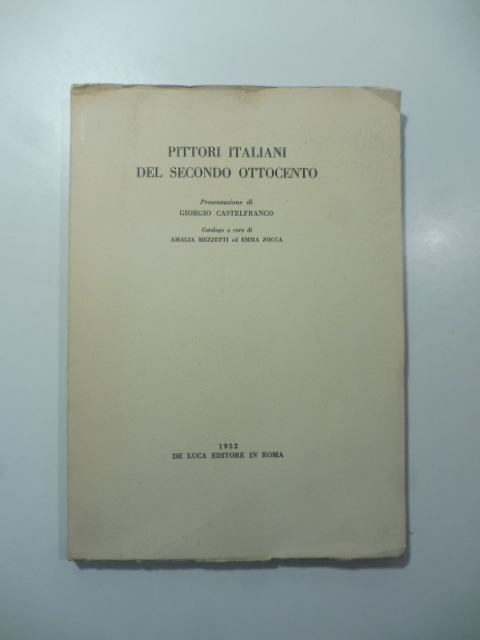 PITTORI ITALIANI
DEL SECONDO OTTOCENTO
Presentazione di
GIORGIO CASTELFRANCO
Catalogo a cura di
AMALIA MEZZETTI ed EMMA ZOCCA
1952
DE LUCA EDITORE IN ROMA